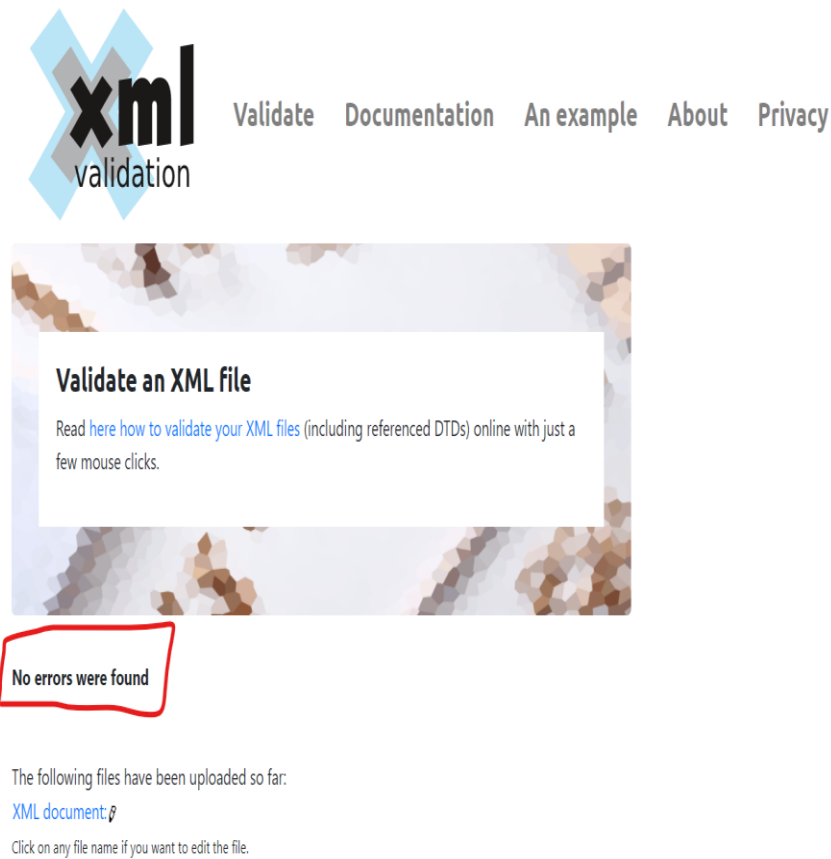 xml
validation
Validate Documentation An example About Privacy
Validate an XML file
Read here how to validate your XML files (including referenced DTDs) online with just a
few mouse clicks.
No errors were found
The following files have been uploaded so far:
XML document:
Click on any file name if you want to edit the file.